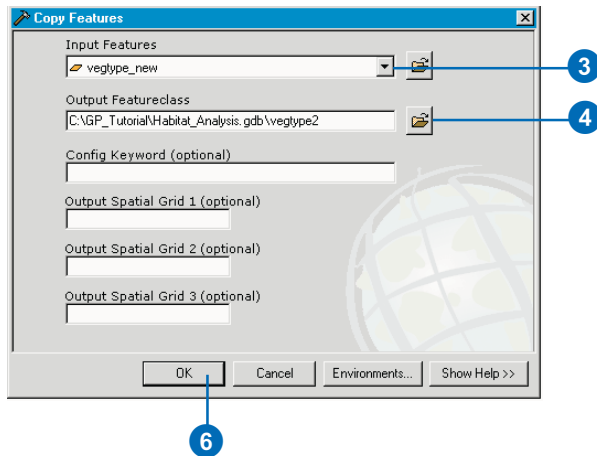 Copy Features
Input Features
vegtype_new
3
Output Featureclass
C:\GP_Tutorial\Habitat_Analysis.gdb\vegtype2
4
Config Keyword (optional)
Output Spatial Grid 1 (optional)
Output Spatial Grid 2 (optional)
Output Spatial Grid 3 (optional)
OK Cancel Environments... Show Help >>
6